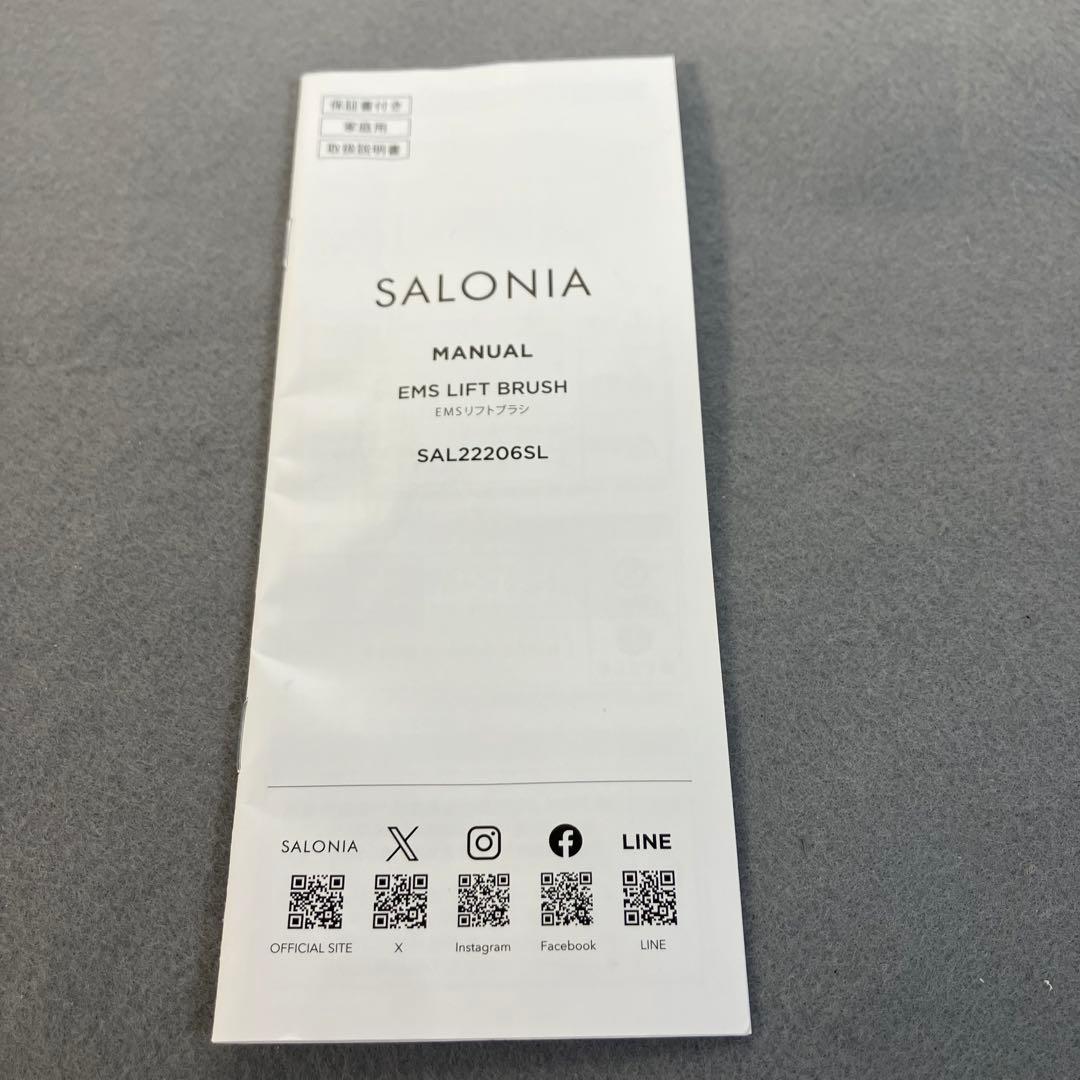 保証書付き
家庭用
取扱説明書
SALONIA
MANUAL
EMS LIFT BRUSH
EMSリフトブラシ
SAL22206SL
SALONIA
LINE
OFFICIAL SITE
X
Instagram
Facebook
LINE